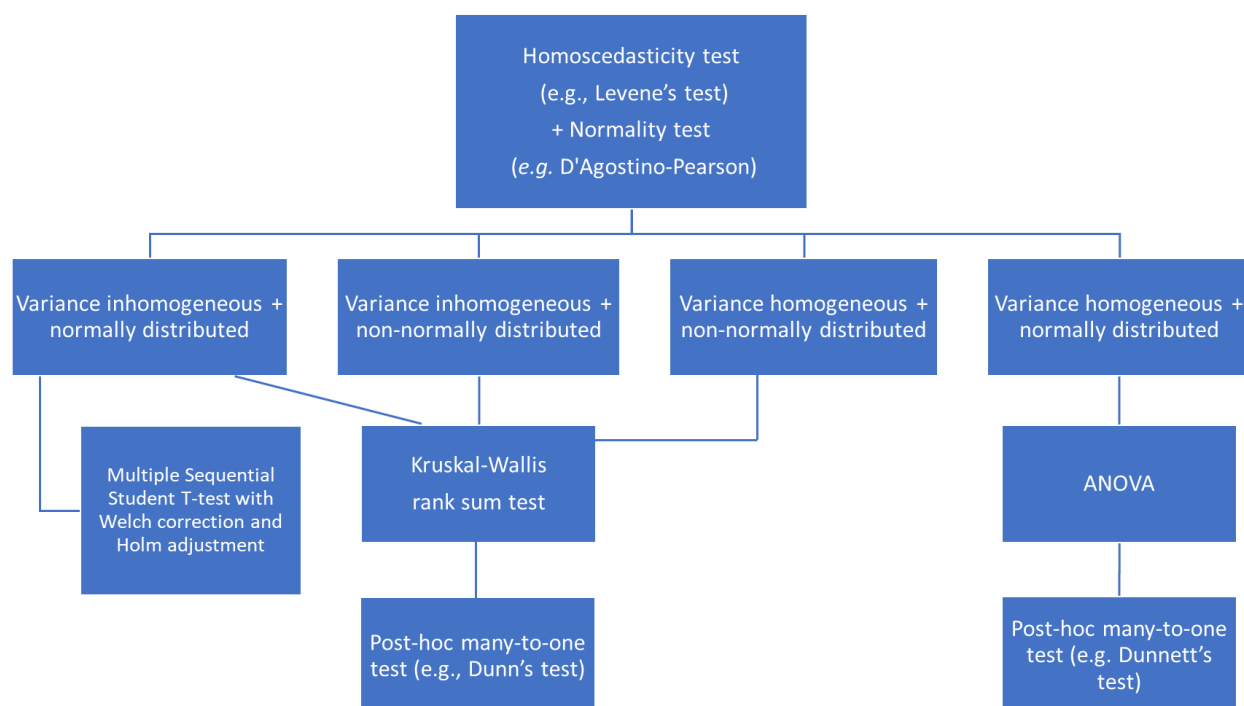 Homoscedasticity test
(e.g., Levene’s test)
+ Normality test
(e.g. D'Agostino-Pearson)
Variance inhomogeneous +
normally distributed
Variance inhomogeneous +
non-normally distributed
Variance homogeneous +
non-normally distributed
Variance homogeneous +
normally distributed
Multiple Sequential
Student T-test with
Welch correction and
Holm adjustment
Kruskal-Wallis
rank sum test
ANOVA
Post-hoc many-to-one
test (e.g., Dunn’s test)
Post-hoc many-to-one
test (e.g. Dunnett’s
test)